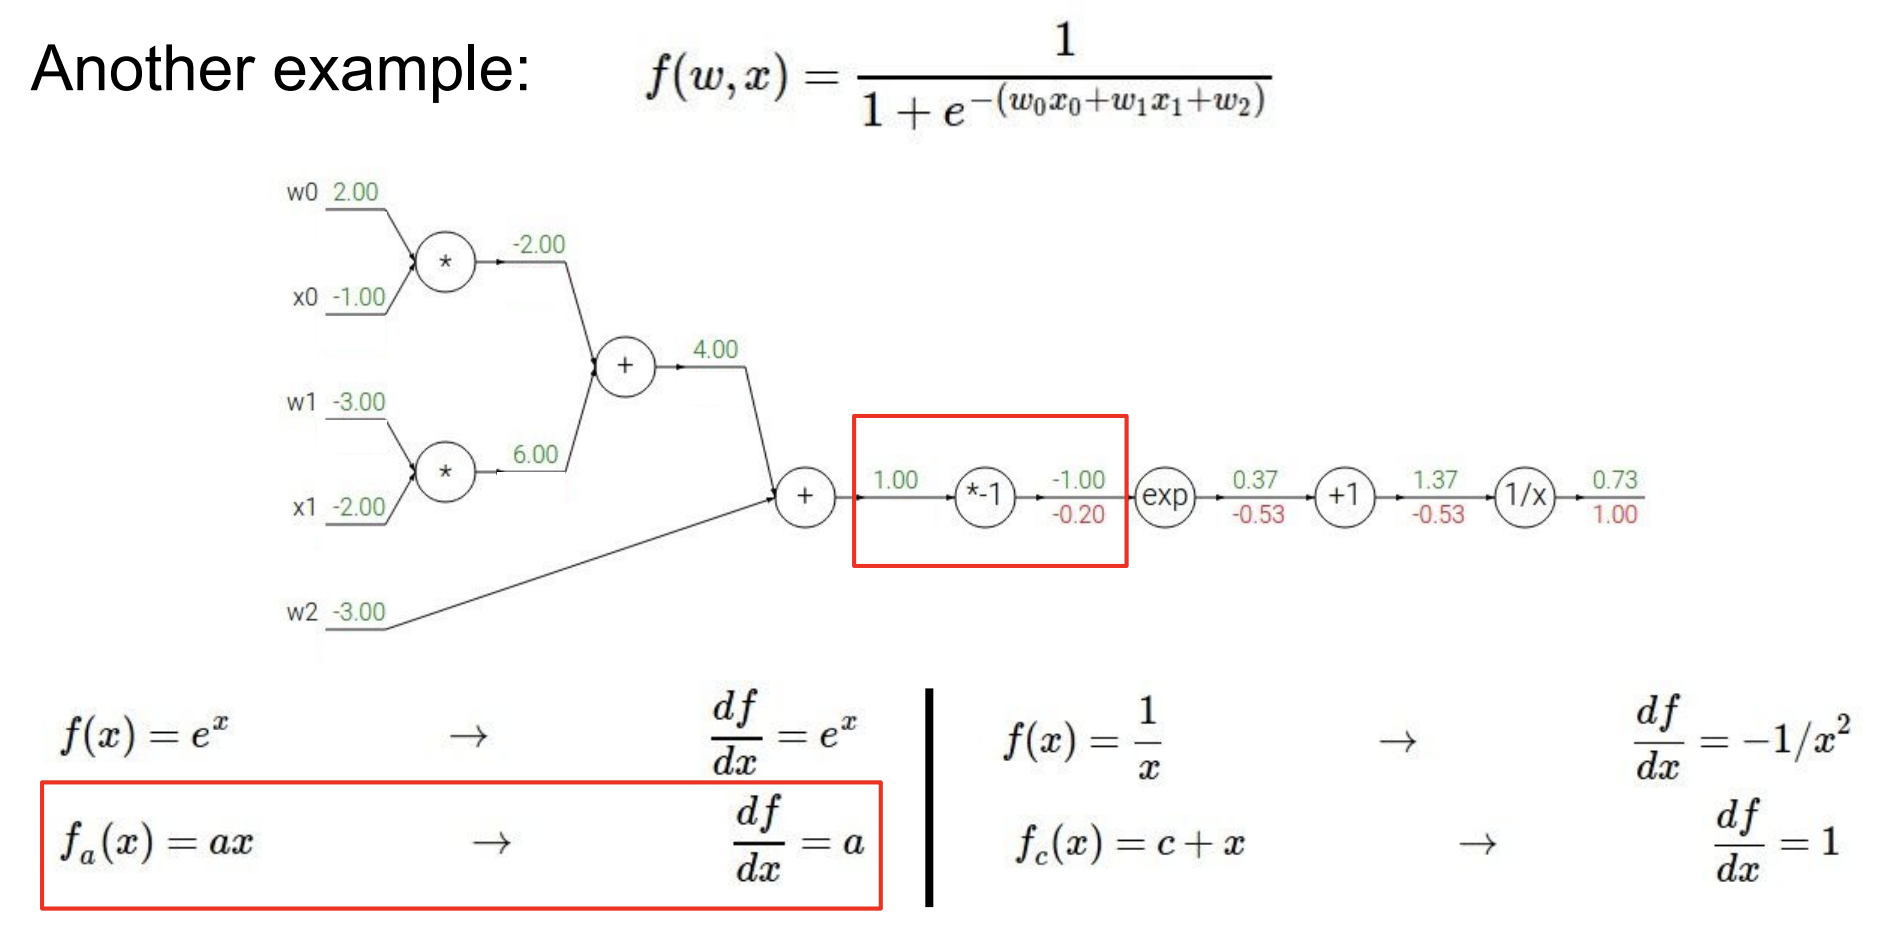 Another example: f(w, x) = 1 / (1 + e^{-(w_0x_0+w_1x_1+w_2)})
w0 2.00
-2.00
*
x0 -1.00
4.00
+
w1 -3.00
6.00
*
x1 -2.00
+ 1.00 *-1 -1.00 exp 0.37 +1 1.37 1/x 0.73
-0.20 -0.53 -0.53 1.00
w2 -3.00
f(x) = e^x → df/dx = e^x
f(x) = 1/x → df/dx = -1/x^2
f_a(x) = ax → df/dx = a
f_c(x) = c + x → df/dx = 1